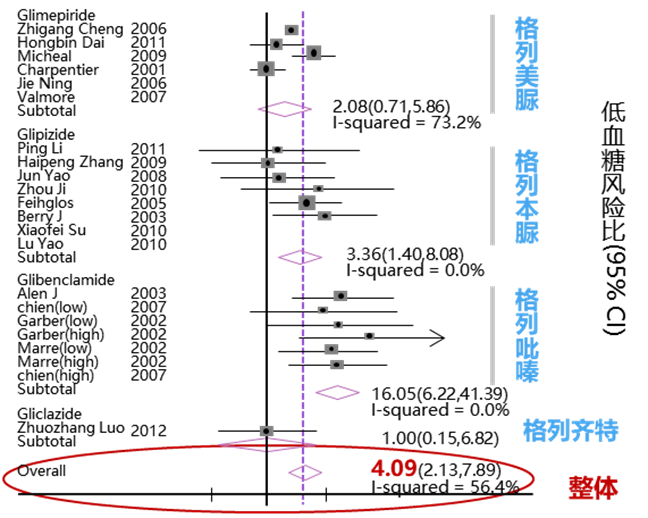 Glimepiride
Zhigang Cheng 2006
Hongbin Dai 2011
Micheal 2009
Charpentier 2001
Jie Ning 2006
Valmore 2007
Subtotal 2.08(0.71,5.86)
I-squared = 73.2%
格列美脲
Glipizide
Ping Li 2011
Haipeng Zhang 2009
Jun Yao 2008
Zhou Ji 2010
Feihglos 2005
Berry J 2003
Xiaofei Su 2010
Lu Yao 2010
Subtotal 3.36(1.40,8.08)
I-squared = 0.0%
格列本脲
Glibenclamide
Alen J 2003
chien(low) 2007
Garber(low) 2002
Garber(high) 2002
Marre(low) 2002
Marre(high) 2002
chien(high) 2007
Subtotal 16.05(6.22,41.39)
I-squared = 0.0%
格列吡嗪
Gliclazide
Zhuozhang Luo 2012
Subtotal 1.00(0.15,6.82)
格列齐特
Overall 4.09(2.13,7.89)
I-squared = 56.4%
整体
低血糖风险比(95% CI)